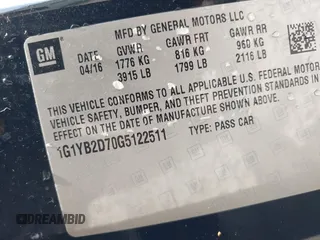 MFD BY GENERAL MOTORS LLC
GM
DATE GVWR GAWR FRT GAWR RR
04/16 1776 KG 816 KG 960 KG
3915 LB 1799 LB 2116 LB
THIS VEHICLE CONFORMS TO ALL APPLICABLE U.S. FEDERAL MOTOR
VEHICLE SAFETY, BUMPER, AND THEFT PREVENTION STANDARDS
IN EFFECT ON THE DATE OF MANUFACTURE SHOWN ABOVE.
1G1YB2D70G5122511 TYPE: PASS CAR
DREAMBID